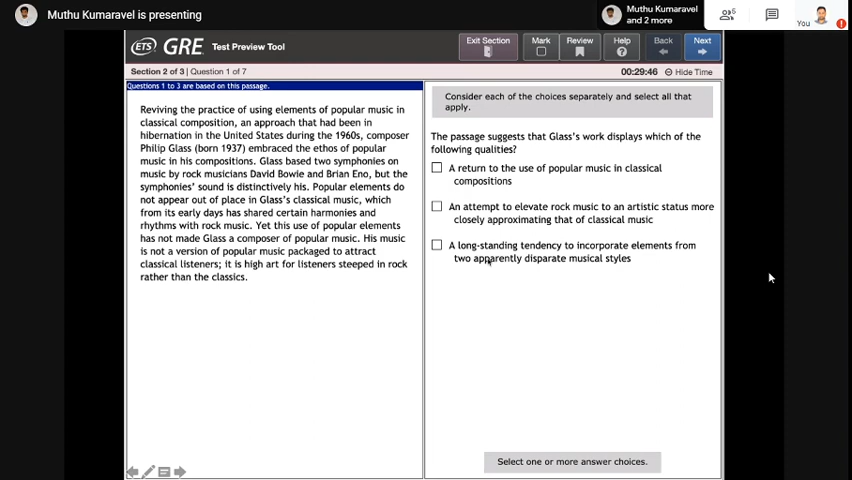 Muthu Kumaravel is presenting
Muthu Kumaravel
and 2 more
5
You
ETS GRE Test Preview Tool
Exit Section
Mark
Review
Help
Back
Next
Section 2 of 3 | Question 1 of 7
00:29:46 Hide Time
Questions 1 to 3 are based on this passage.
Reviving the practice of using elements of popular music in
classical composition, an approach that had been in
hibernation in the United States during the 1960s, composer
Philip Glass (born 1937) embraced the ethos of popular
music in his compositions. Glass based two symphonies on
music by rock musicians David Bowie and Brian Eno, but the
symphonies' sound is distinctively his. Popular elements do
not appear out of place in Glass's classical music, which
from its early days has shared certain harmonies and
rhythms with rock music. Yet this use of popular elements
has not made Glass a composer of popular music. His music
is not a version of popular music packaged to attract
classical listeners; it is high art for listeners steeped in rock
rather than the classics.
Consider each of the choices separately and select all that
apply.
The passage suggests that Glass's work displays which of the
following qualities?
A return to the use of popular music in classical
compositions
An attempt to elevate rock music to an artistic status more
closely approximating that of classical music
A long-standing tendency to incorporate elements from
two apparently disparate musical styles
Select one or more answer choices.